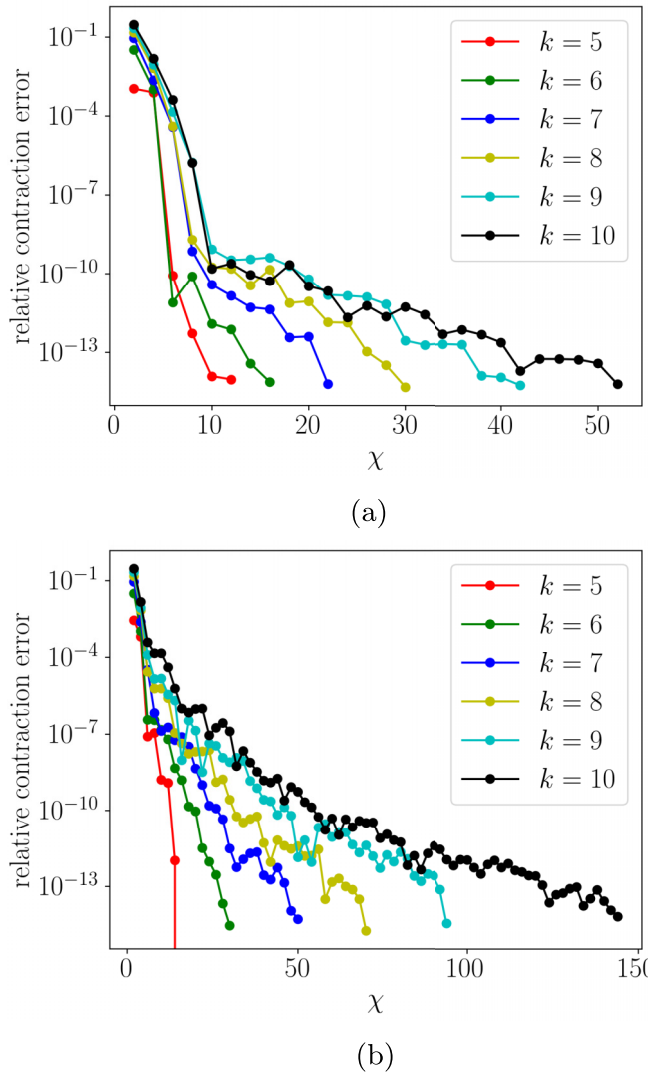 10⁻¹
10⁻⁴
10⁻⁷
10⁻¹⁰
10⁻¹³
relative contraction error
k = 5
k = 6
k = 7
k = 8
k = 9
k = 10
0 10 20 30 40 50
χ
(a)
10⁻¹
10⁻⁴
10⁻⁷
10⁻¹⁰
10⁻¹³
relative contraction error
k = 5
k = 6
k = 7
k = 8
k = 9
k = 10
0 50 100 150
χ
(b)